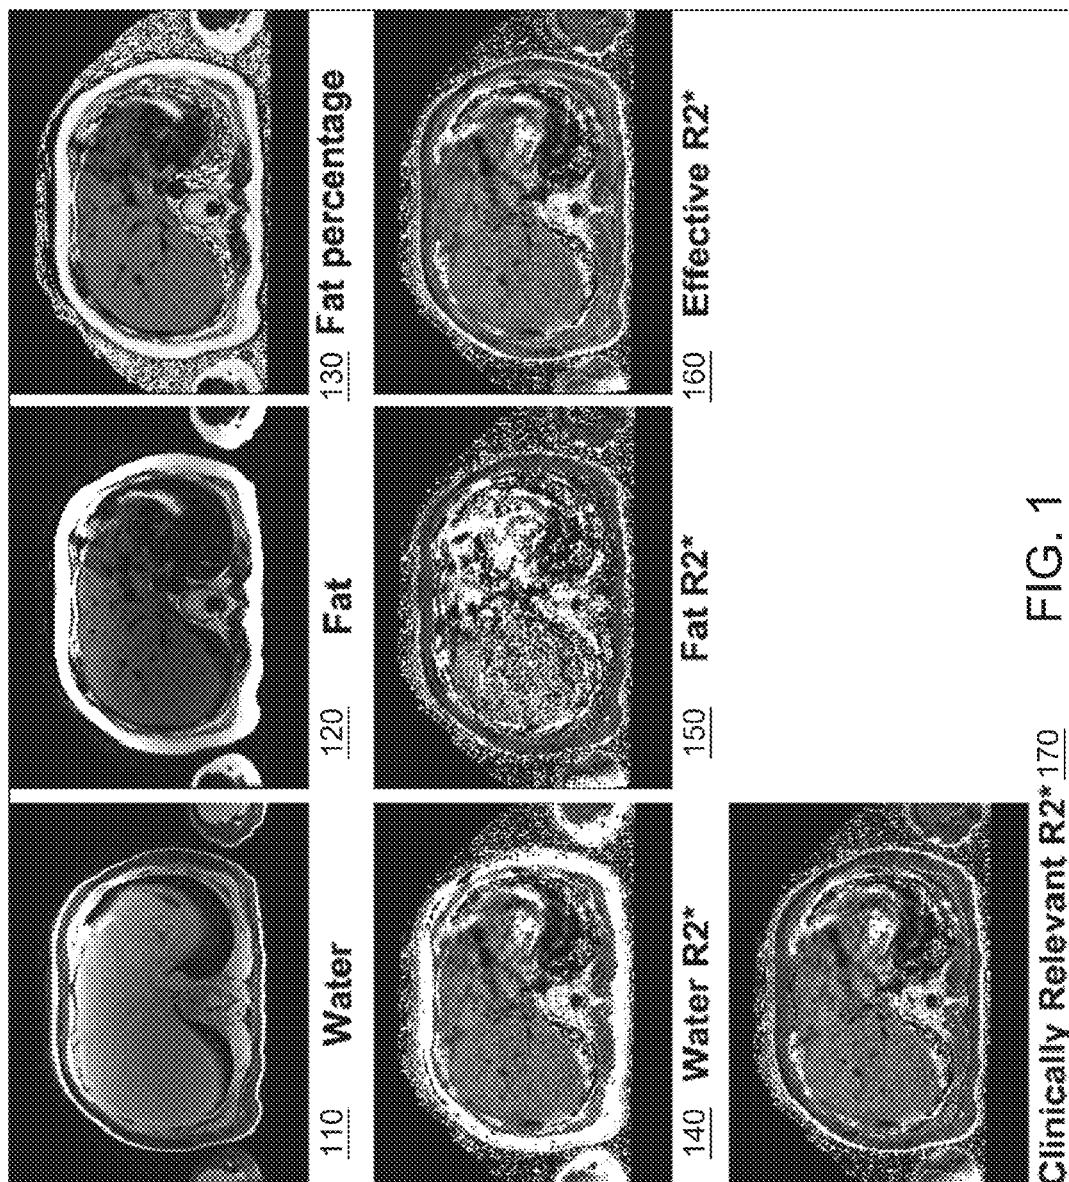 110 Water
120 Fat
130 Fat percentage
140 Water R2*
150 Fat R2*
160 Effective R2*
Clinically Relevant R2* 170
FIG. 1